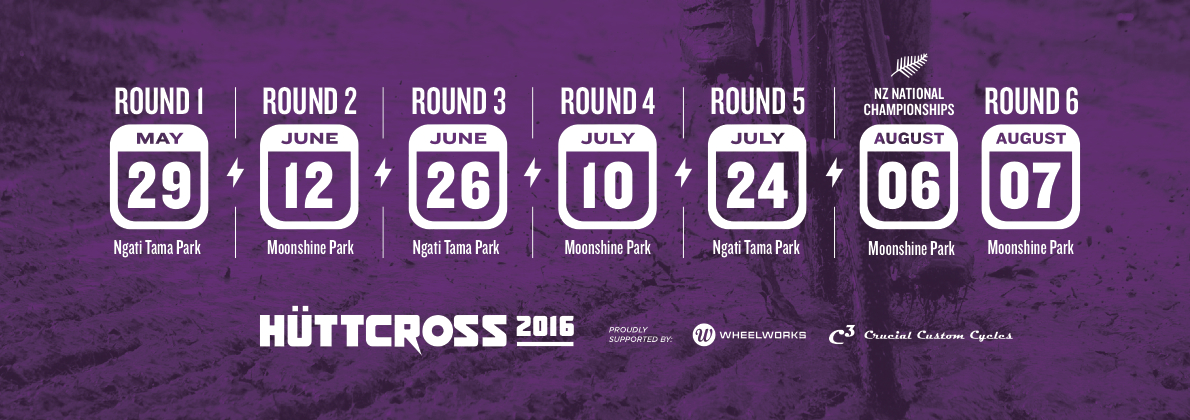 ROUND 1
MAY
29
Ngati Tama Park
ROUND 2
JUNE
12
Moonshine Park
ROUND 3
JUNE
26
Ngati Tama Park
ROUND 4
JULY
10
Moonshine Park
ROUND 5
JULY
24
Ngati Tama Park
NZ NATIONAL
CHAMPIONSHIPS
AUGUST
06
Moonshine Park
ROUND 6
AUGUST
07
Moonshine Park
HÜTTCROSS 2016
PROUDLY
SUPPORTED BY:
W WHEELWORKS
C3 Crucial Custom Cycles